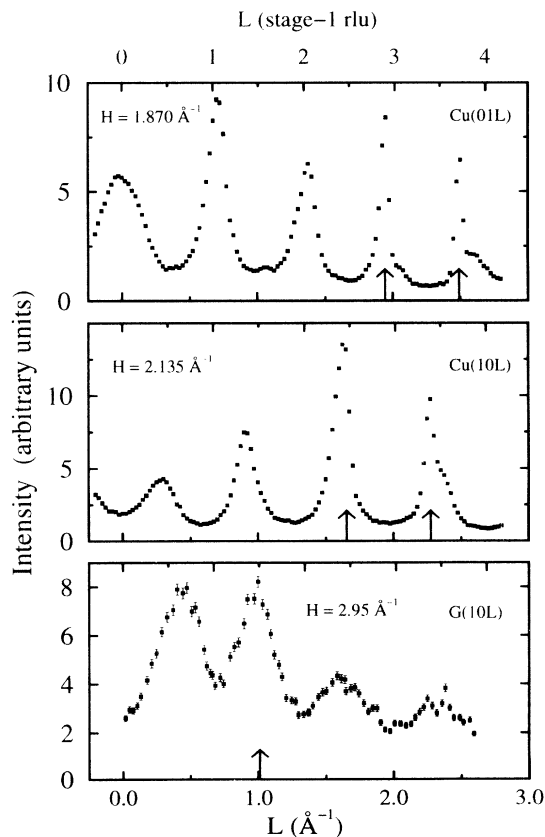 L (stage-1 rlu)
0 1 2 3 4
10
5
0
H = 1.870 Å⁻¹ Cu(01L)
10
5
0
H = 2.135 Å⁻¹ Cu(10L)
Intensity (arbitrary units)
8
6
4
2
0
H = 2.95 Å⁻¹ G(10L)
0.0 1.0 2.0 3.0
L (Å⁻¹)